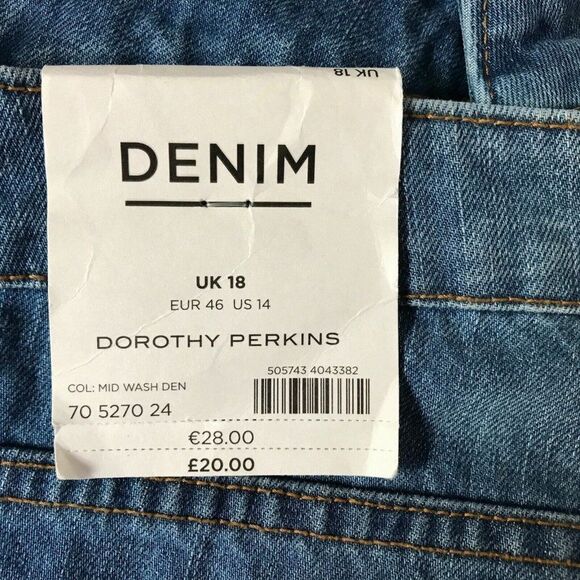 UK 18
DENIM
UK 18
EUR 46 US 14
DOROTHY PERKINS
505743 4043382
COL: MID WASH DEN
70 5270 24
€28.00
£20.00